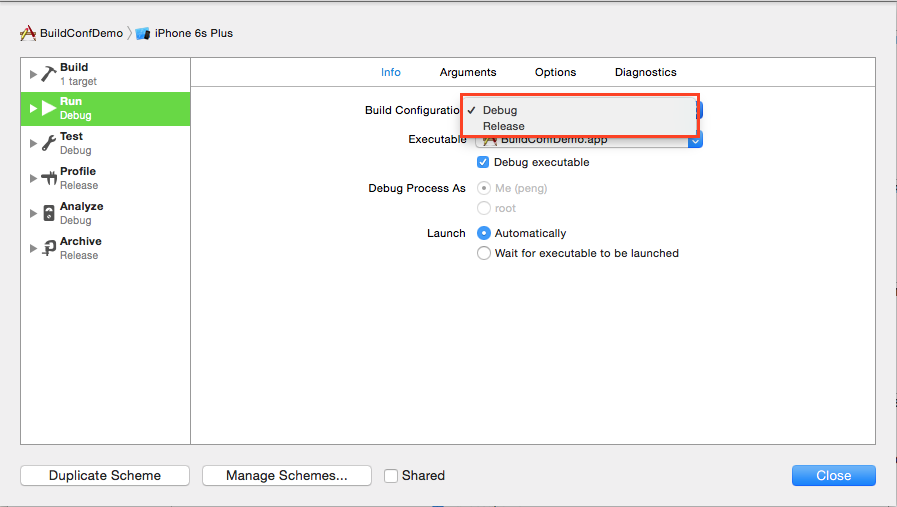 BuildConfDemo
iPhone 6s Plus
Build
1 target
Run
Debug
Test
Debug
Profile
Release
Analyze
Debug
Archive
Release
Info Arguments Options Diagnostics
Build Configuration ✓ Debug
Release
Executable BuildConfDemo.app
Debug executable
Debug Process As Me (peng)
root
Launch Automatically
Wait for executable to be launched
Duplicate Scheme Manage Schemes... Shared Close